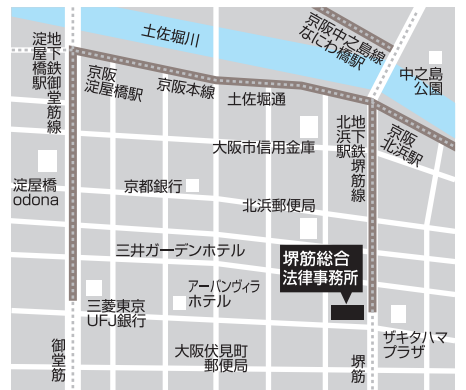 土佐堀川
京阪中之島線
なにわ橋駅
中之島
公園
地下鉄御堂筋線
淀屋橋駅
京阪
淀屋橋駅
京阪本線
土佐堀通
地下鉄堺筋線
北浜駅
京阪
北浜駅
大阪市信用金庫
淀屋橋
odona
京都銀行
北浜郵便局
三井ガーデンホテル
堺筋総合
法律事務所
アーバンヴィラ
ホテル
三菱東京
UFJ銀行
ザキタハマ
プラザ
御堂筋
大阪伏見町
郵便局
堺筋